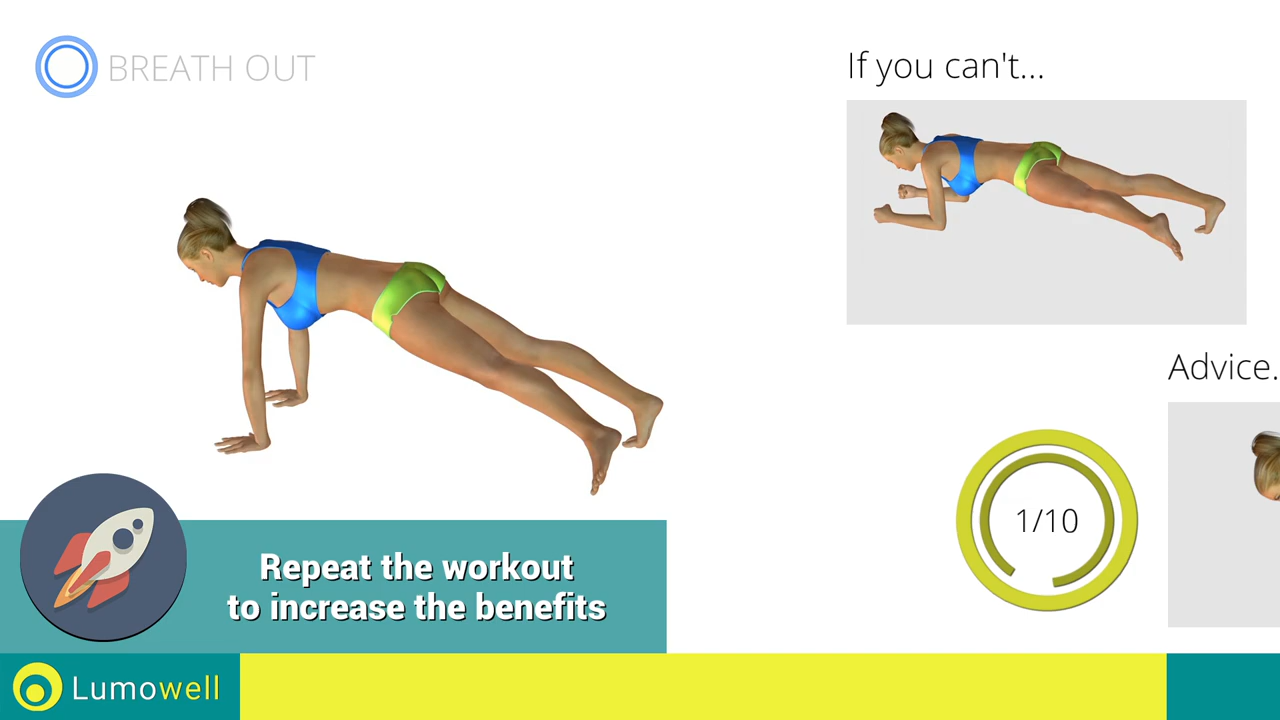 BREATH OUT
If you can't...
Advice.
1/10
Repeat the workout
to increase the benefits
Lumowell